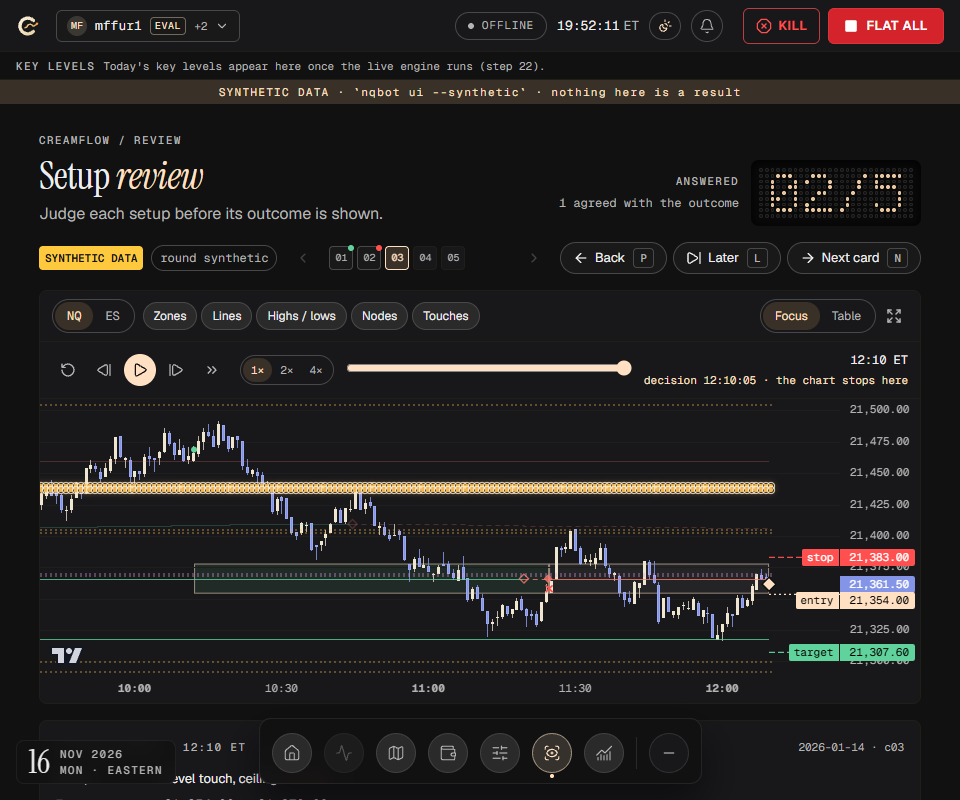 MF mffur1 EVAL +2
OFFLINE
19:52:11 ET
KILL
FLAT ALL
KEY LEVELS Today's key levels appear here once the live engine runs (step 22).
SYNTHETIC DATA · `nqbot ui --synthetic` · nothing here is a result
CREAMFLOW / REVIEW
Setup review
Judge each setup before its outcome is shown.
ANSWERED
1 agreed with the outcome
02/5
SYNTHETIC DATA
round synthetic
01 02 03 04 05
Back P
Later L
Next card N
NQ ES
Zones
Lines
Highs / lows
Nodes
Touches
Focus Table
1× 2× 4×
12:10 ET
decision 12:10:05 · the chart stops here
21,500.00
21,475.00
21,450.00
21,425.00
21,400.00
stop 21,383.00
21,361.50
entry 21,354.00
21,325.00
target 21,307.60
10:00 10:30 11:00 11:30 12:00
12:10 ET
2026-01-14 · c03
16 NOV 2026
MON · EASTERN